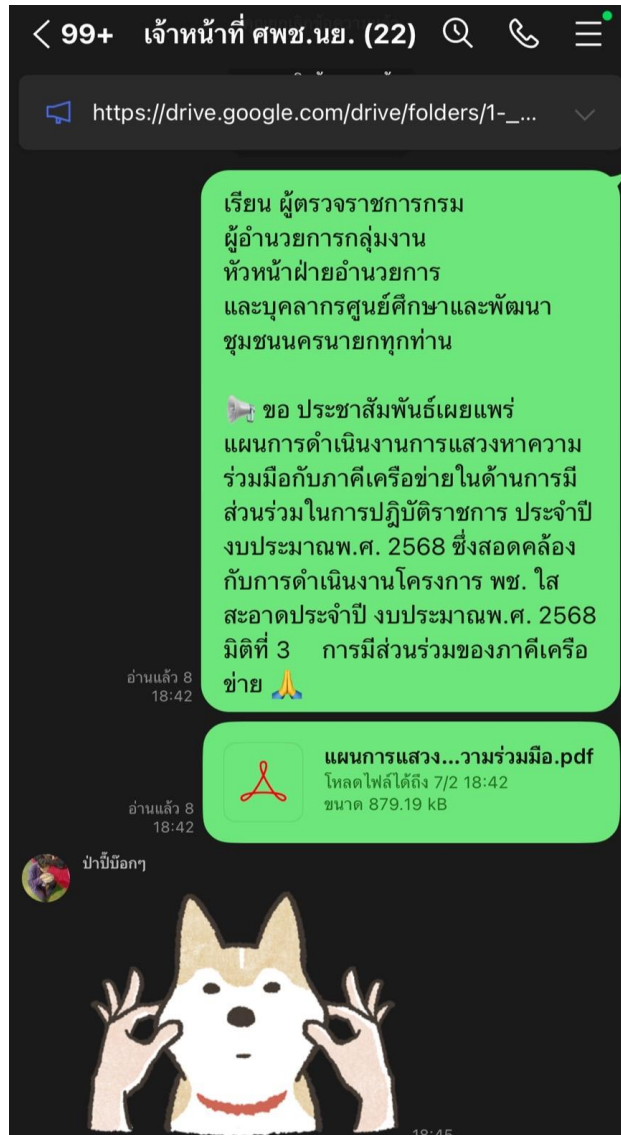 99+ เจ้าหน้าที่ ศพช.นย. (22)
https://drive.google.com/drive/folders/1-_...
เรียน ผู้ตรวจราชการกรม
ผู้อำนวยการกลุ่มงาน
หัวหน้าฝ่ายอำนวยการ
และบุคลากรศูนย์ศึกษาและพัฒนา
ชุมชนนครนายกทุกท่าน
📢 ขอ ประชาสัมพันธ์เผยแพร่
แผนการดำเนินงานการแสวงหาความ
ร่วมมือกับภาคีเครือข่ายในด้านการมี
ส่วนร่วมในการปฎิบัติราชการ ประจำปี
งบประมาณพ.ศ. 2568 ซึ่งสอดคล้อง
กับการดำเนินงานโครงการ พช. ใส
สะอาดประจำปี งบประมาณพ.ศ. 2568
มิติที่ 3 การมีส่วนร่วมของภาคีเครือ
ข่าย 🙏
อ่านแล้ว 8
18:42
แผนการแสวง...วามร่วมมือ.pdf
โหลดไฟล์ได้ถึง 7/2 18:42
ขนาด 879.19 kB
อ่านแล้ว 8
18:42
ป่าปี๊บ๊อกๆ
18:45